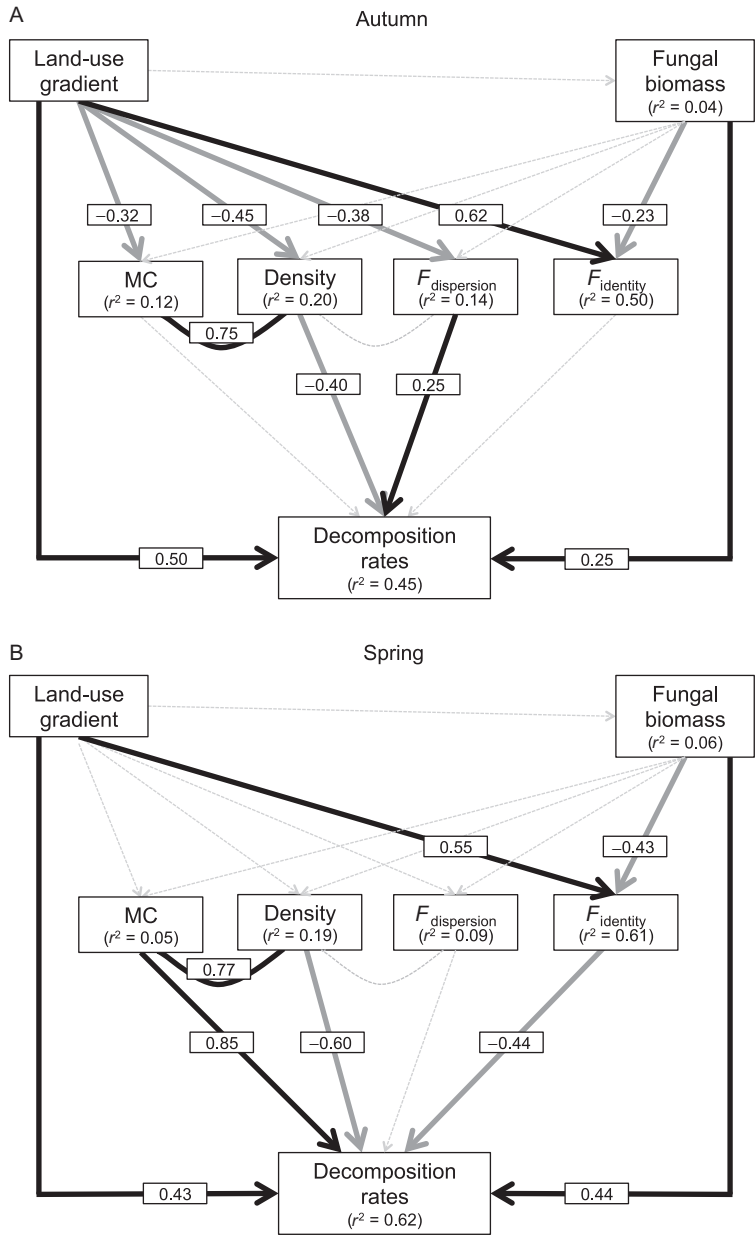 A
Autumn
Land-use
gradient
Fungal
biomass
(r² = 0.04)
−0.32
−0.45
−0.38
0.62
−0.23
MC
(r² = 0.12)
Density
(r² = 0.20)
F dispersion
(r² = 0.14)
F identity
(r² = 0.50)
0.75
−0.40
0.25
Decomposition
rates
(r² = 0.45)
0.50
0.25
B
Spring
Land-use
gradient
Fungal
biomass
(r² = 0.06)
0.55
−0.43
MC
(r² = 0.05)
Density
(r² = 0.19)
F dispersion
(r² = 0.09)
F identity
(r² = 0.61)
0.77
0.85
−0.60
−0.44
Decomposition
rates
(r² = 0.62)
0.43
0.44